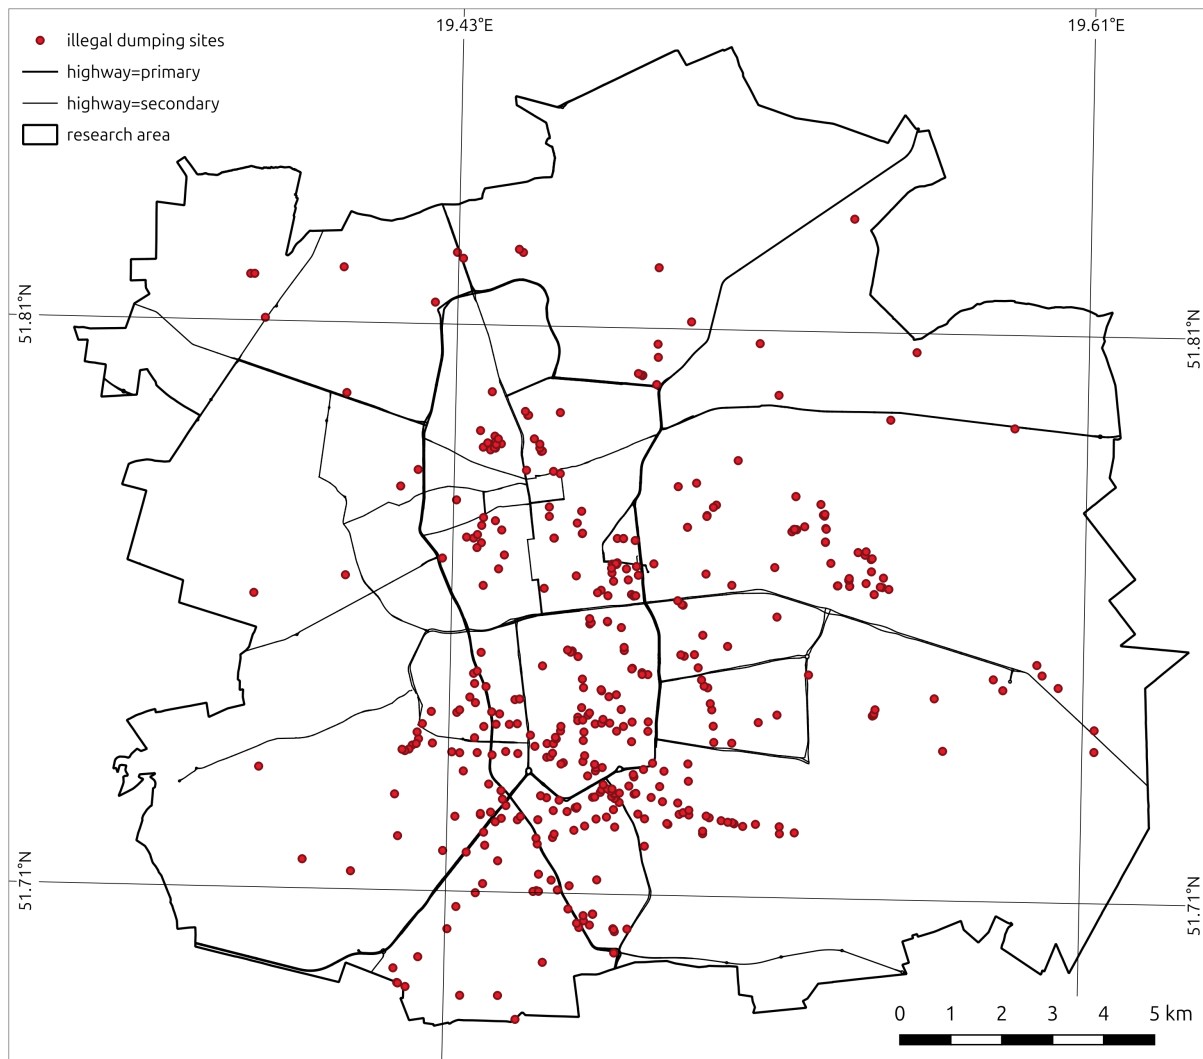 19.43°E
19.61°E
illegal dumping sites
highway=primary
highway=secondary
research area
51.81°N
51.81°N
51.71°N
51.71°N
0 1 2 3 4 5 km